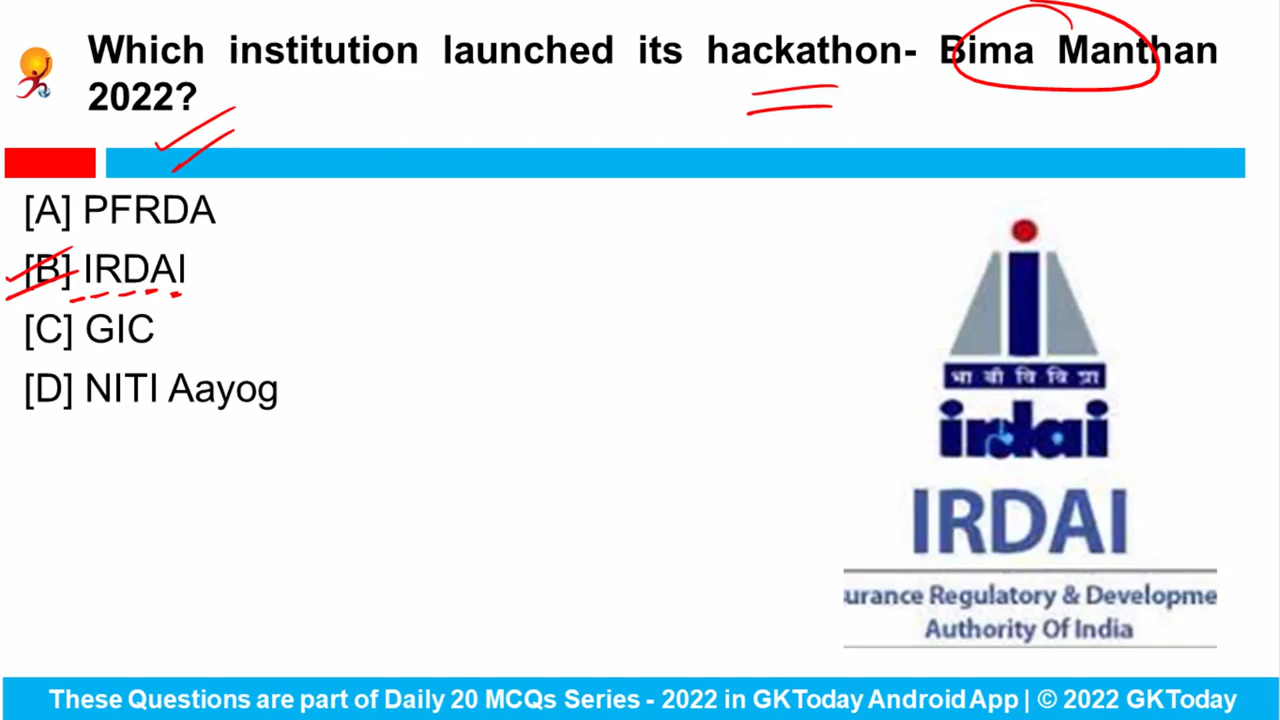 Which institution launched its hackathon- Bima Manthan
2022?
[A] PFRDA
[B] IRDAI
[C] GIC
[D] NITI Aayog
भा बी वि वि प्रा
irdai
IRDAI
surance Regulatory & Developme
Authority Of India
These Questions are part of Daily 20 MCQs Series - 2022 in GKToday Android App | © 2022 GKToday